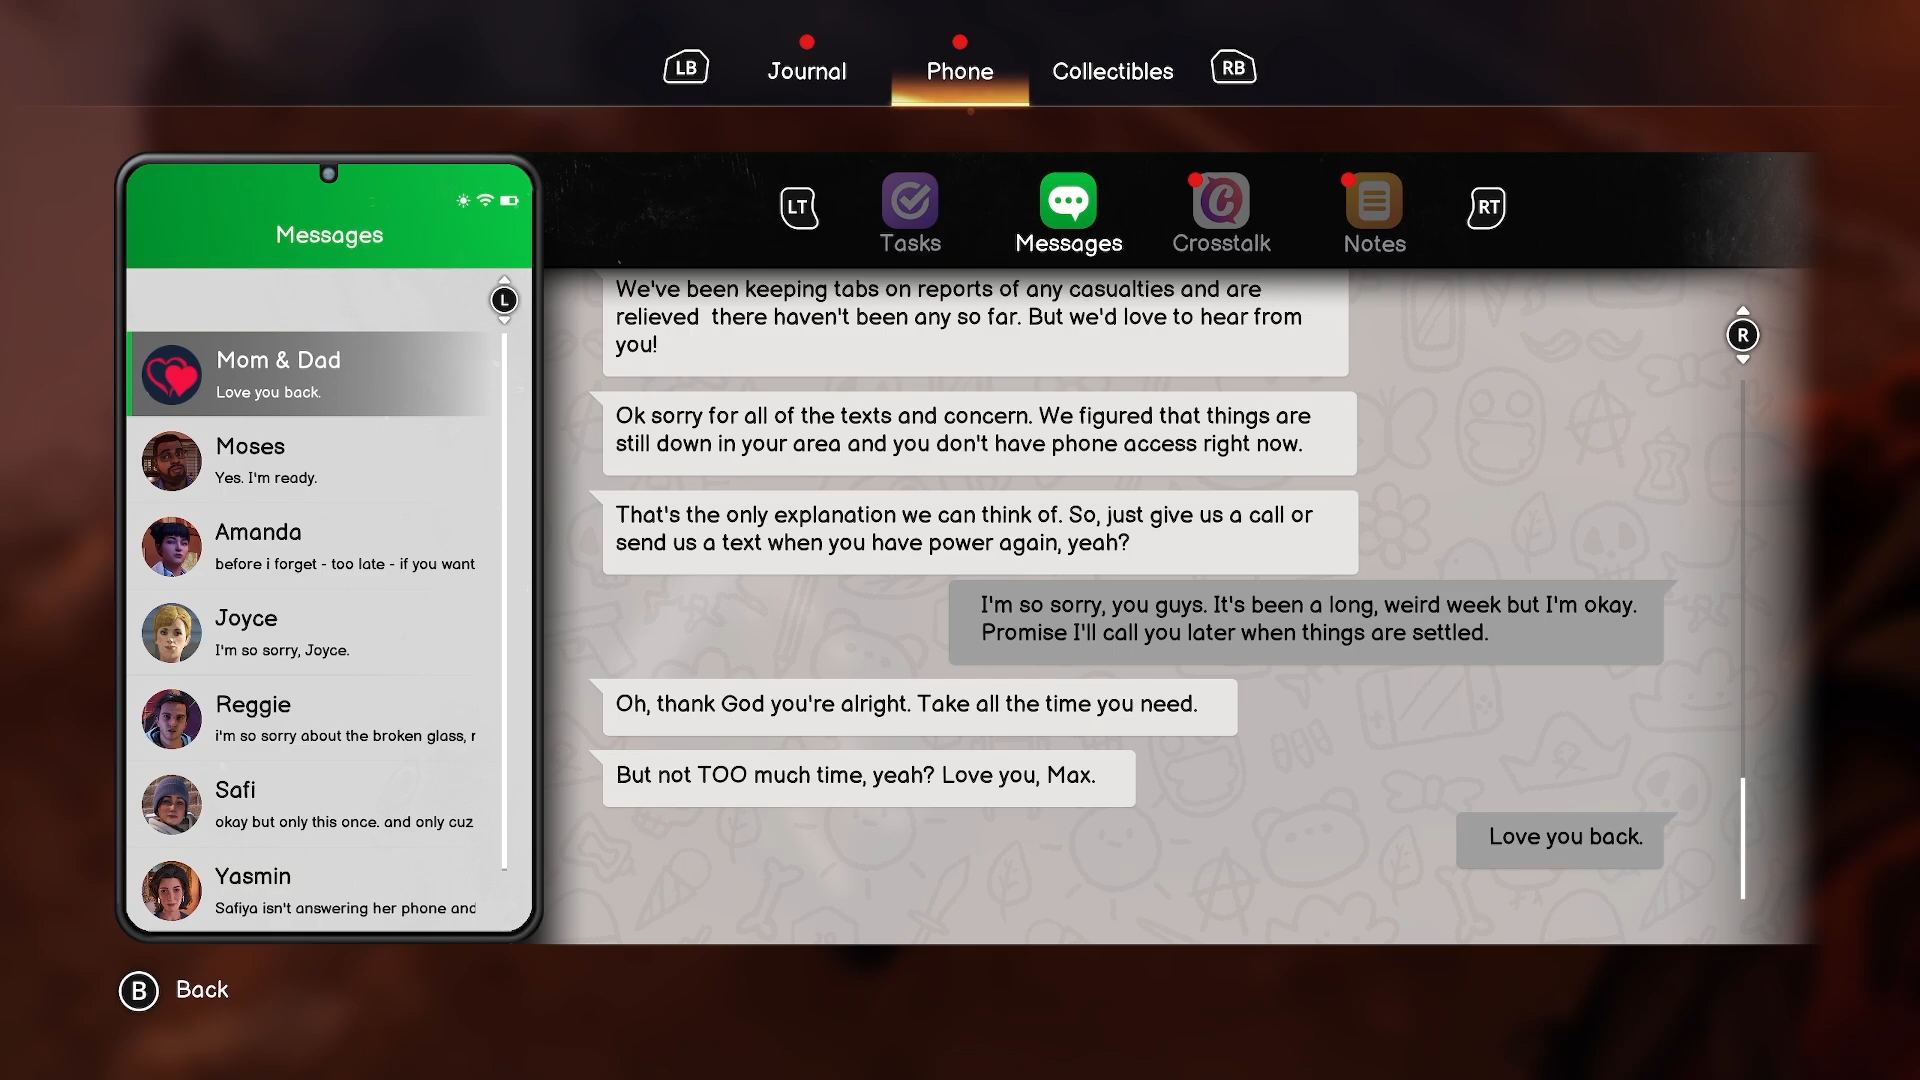 LB
Journal
Phone
Collectibles
RB
Messages
L
Mom & Dad
Love you back.
Moses
Yes. I'm ready.
Amanda
before i forget - too late - if you want
Joyce
I'm so sorry, Joyce.
Reggie
i'm so sorry about the broken glass, r
Safi
okay but only this once. and only cuz
Yasmin
Safiya isn't answering her phone and
LT
Tasks
Messages
Crosstalk
Notes
RT
R
We've been keeping tabs on reports of any casualties and are
relieved  there haven't been any so far. But we'd love to hear from
you!
Ok sorry for all of the texts and concern. We figured that things are
still down in your area and you don't have phone access right now.
That's the only explanation we can think of. So, just give us a call or
send us a text when you have power again, yeah?
I'm so sorry, you guys. It's been a long, weird week but I'm okay.
Promise I'll call you later when things are settled.
Oh, thank God you're alright. Take all the time you need.
But not TOO much time, yeah? Love you, Max.
Love you back.
B Back